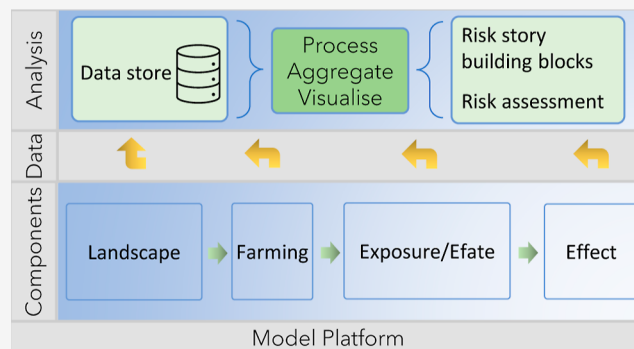 Analysis
Data store
Process
Aggregate
Visualise
Risk story
building blocks
Risk assessment
Data
Components
Landscape
Farming
Exposure/Efate
Effect
Model Platform